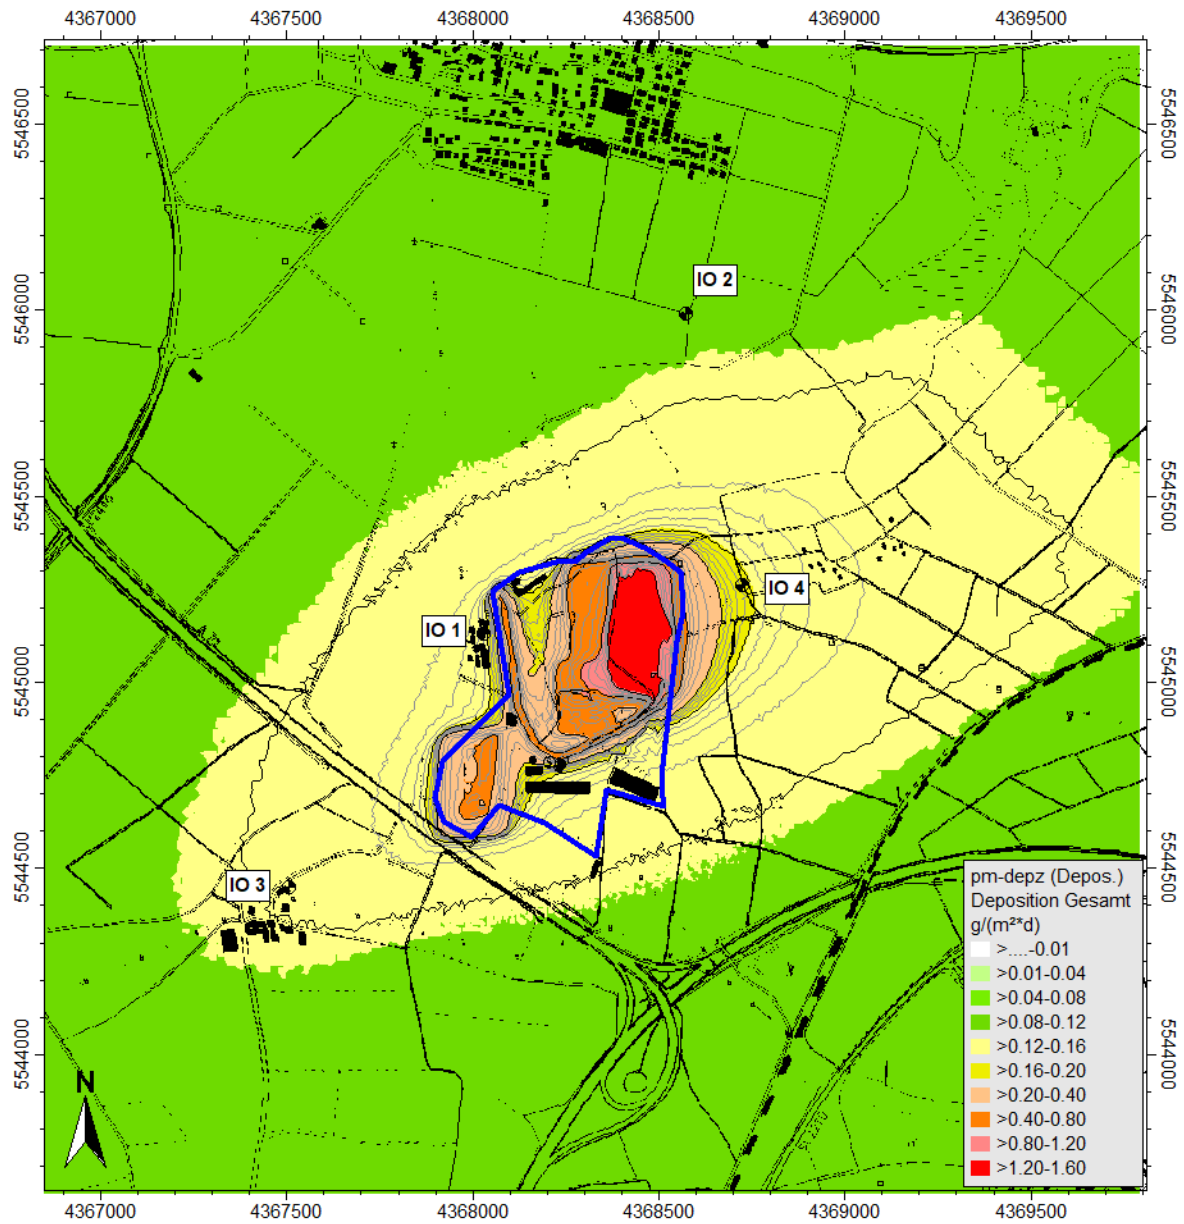 4367000 4367500 4368000 4368500 4369000 4369500
5546500 5546500
IO 2
5546000 5546000
5545500 5545500
IO 4
IO 1
5545000 5545000
5544500 5544500
IO 3
pm-depz (Depos.)
Deposition Gesamt
g/(m²*d)
>....-0.01
>0.01-0.04
>0.04-0.08
>0.08-0.12
>0.12-0.16
>0.16-0.20
>0.20-0.40
>0.40-0.80
>0.80-1.20
>1.20-1.60
5544000 5544000
N
4367000 4367500 4368000 4368500 4369000 4369500